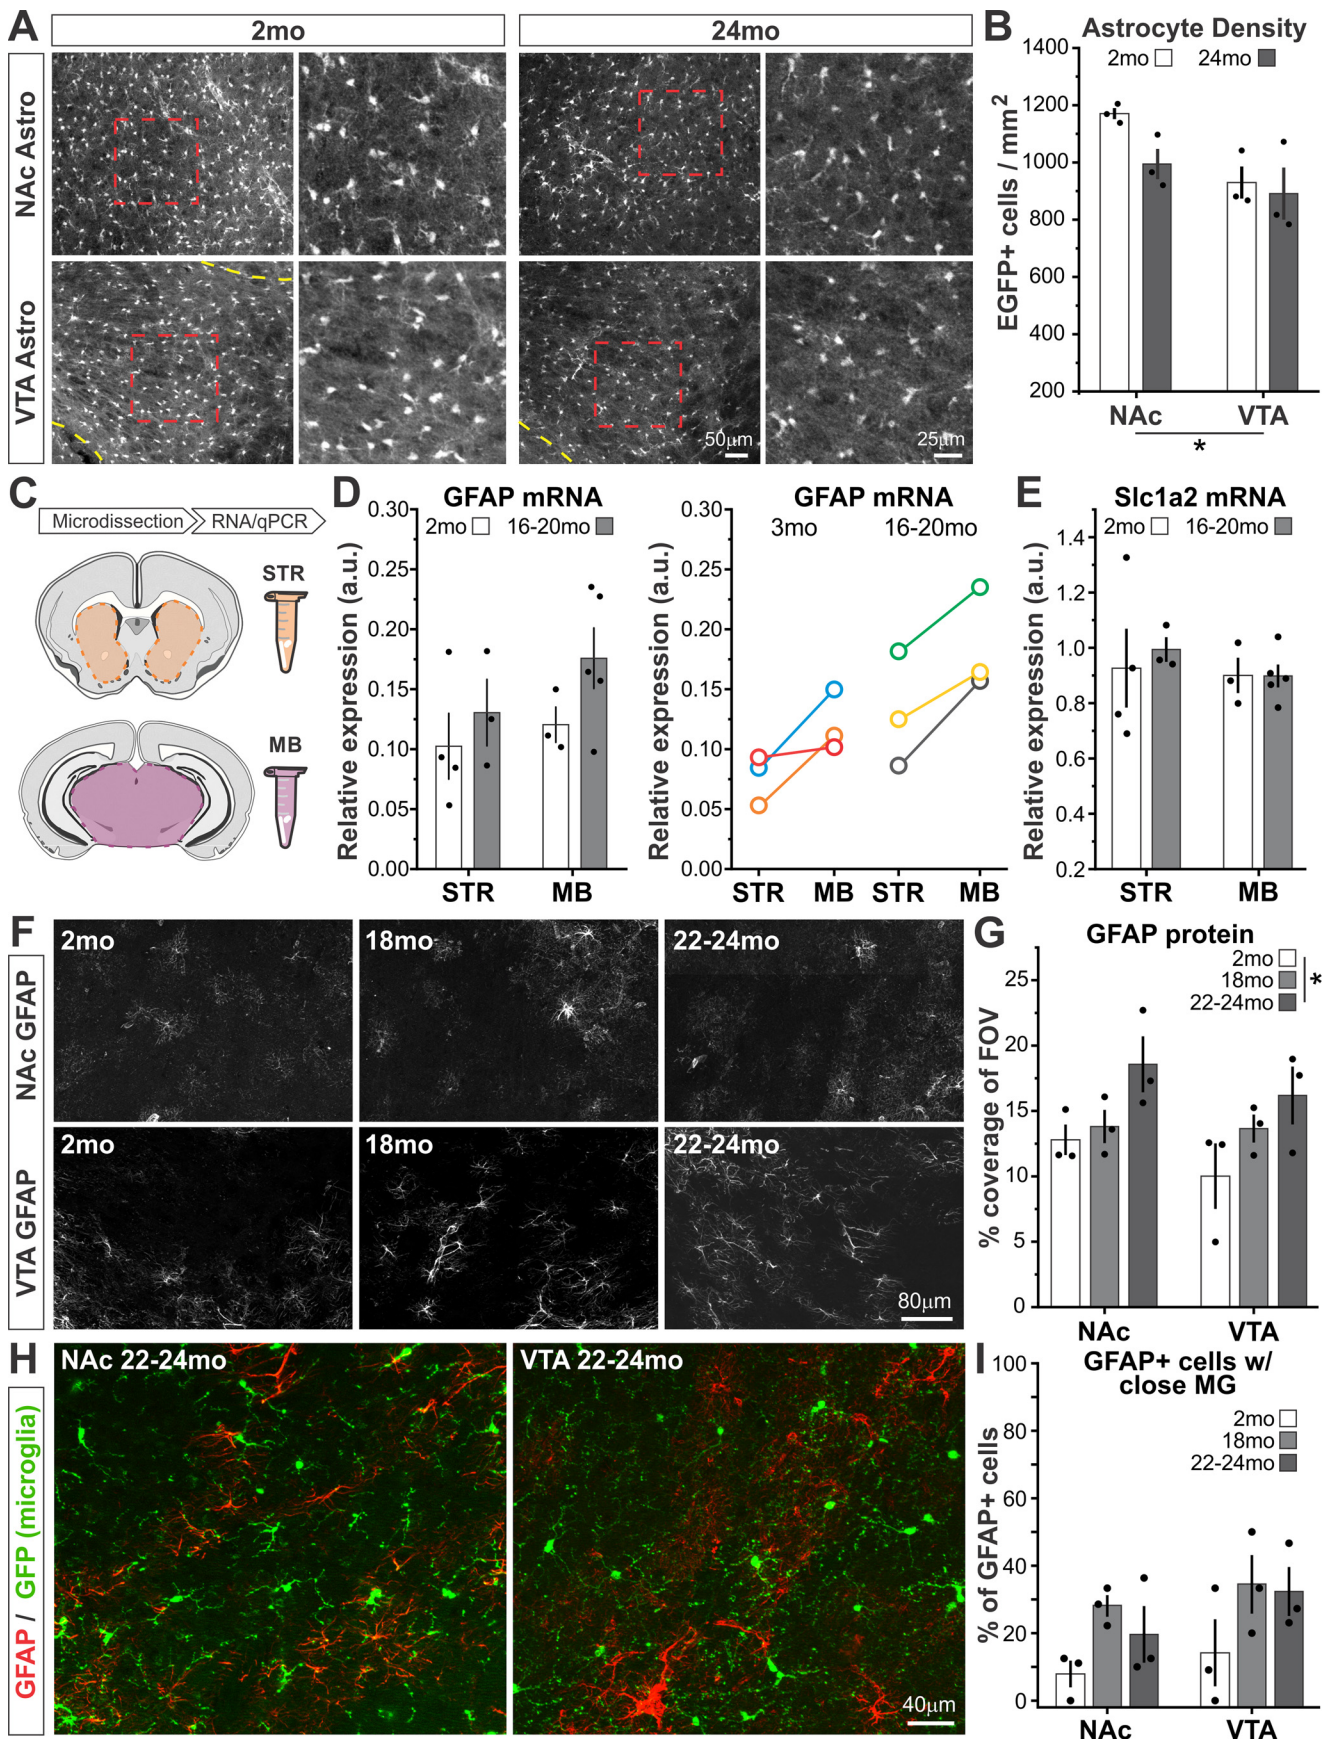 A
2mo
24mo
NAc Astro
VTA Astro
50μm
25μm
B
Astrocyte Density
2mo
24mo
EGFP+ cells / mm2
1400
1200
1000
800
600
400
200
NAc
VTA
*
C
Microdissection
RNA/qPCR
STR
MB
D
GFAP mRNA
2mo
16-20mo
Relative expression (a.u.)
0.30
0.25
0.20
0.15
0.10
0.05
0.00
STR
MB
GFAP mRNA
3mo
16-20mo
Relative expression (a.u.)
0.30
0.25
0.20
0.15
0.10
0.05
0.00
STR
MB
STR
MB
E
Slc1a2 mRNA
2mo
16-20mo
Relative expression (a.u.)
1.4
1.2
1.0
0.8
0.6
0.4
0.2
STR
MB
F
NAc GFAP
2mo
18mo
22-24mo
VTA GFAP
2mo
18mo
22-24mo
80μm
G
GFAP protein
2mo
18mo
22-24mo
*
% coverage of FOV
25
20
15
10
5
0
NAc
VTA
H
GFAP / GFP (microglia)
NAc 22-24mo
VTA 22-24mo
40μm
I
GFAP+ cells w/
close MG
2mo
18mo
22-24mo
% of GFAP+ cells
100
80
60
40
20
0
NAc
VTA